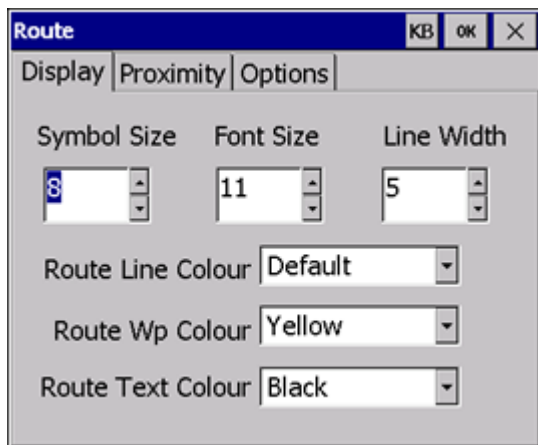 Route KB OK
Display Proximity Options
Symbol Size Font Size Line Width
8 11 5
Route Line Colour Default
Route Wp Colour Yellow
Route Text Colour Black